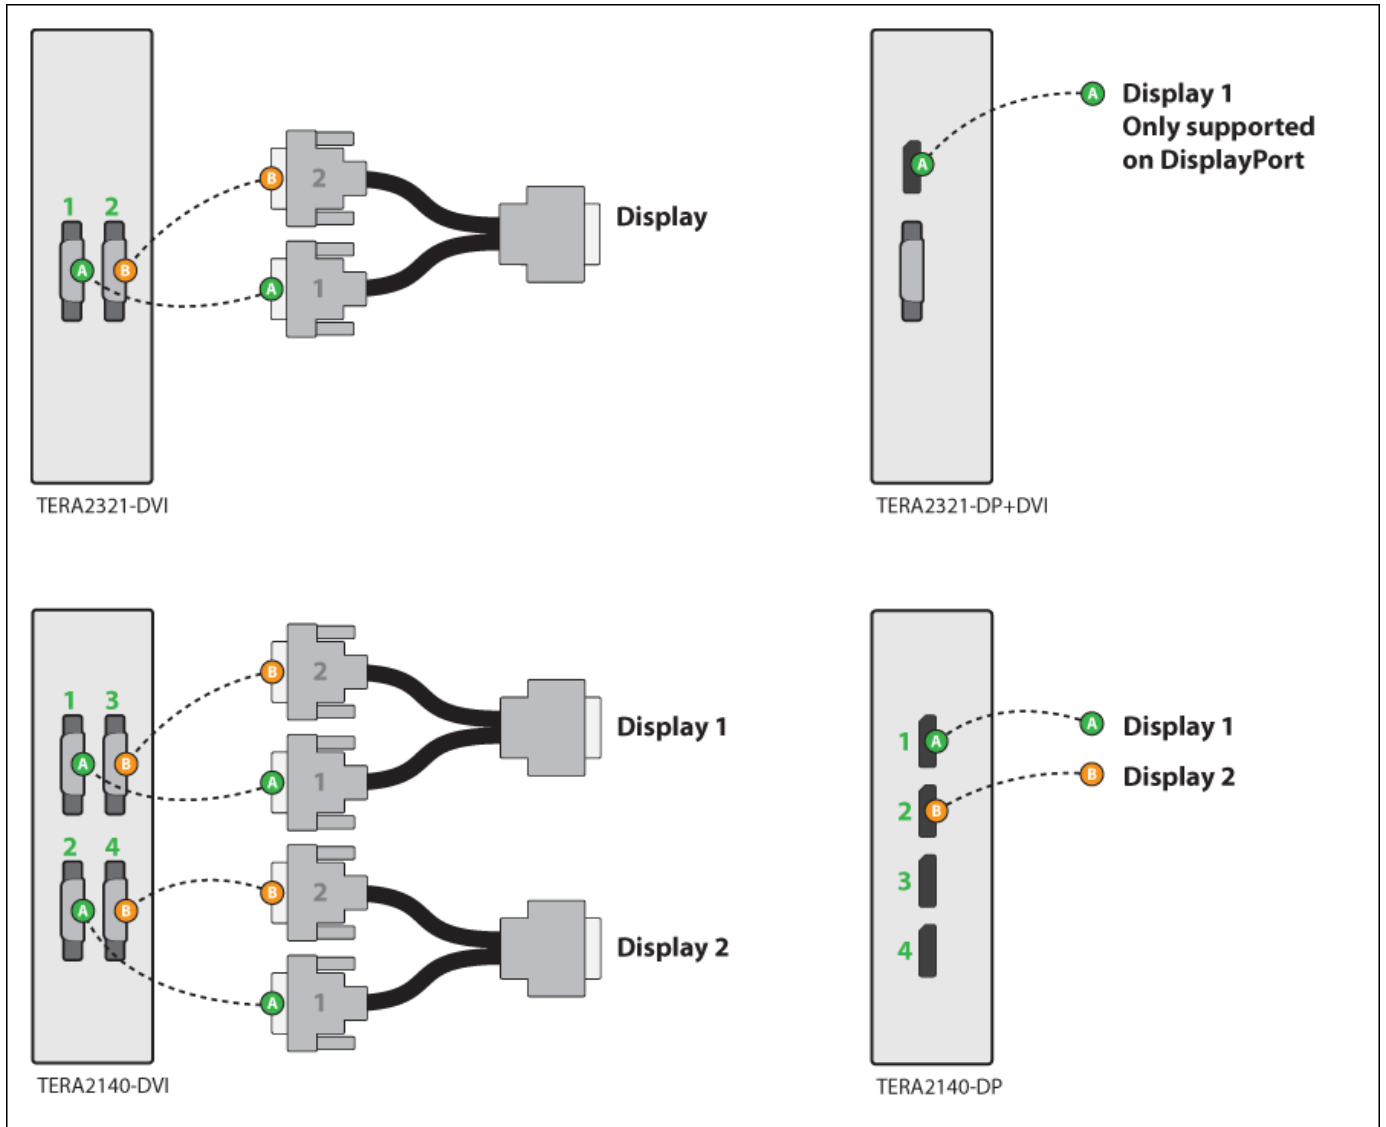 1 2
A B
B 2
A 1
Display
TERA2321-DVI
A Display 1
Only supported
on DisplayPort
A
TERA2321-DP+DVI
1 3
A B
2 4
A B
B 2
A 1
Display 1
B 2
A 1
Display 2
TERA2140-DVI
1 A
2 B
3
4
A Display 1
B Display 2
TERA2140-DP